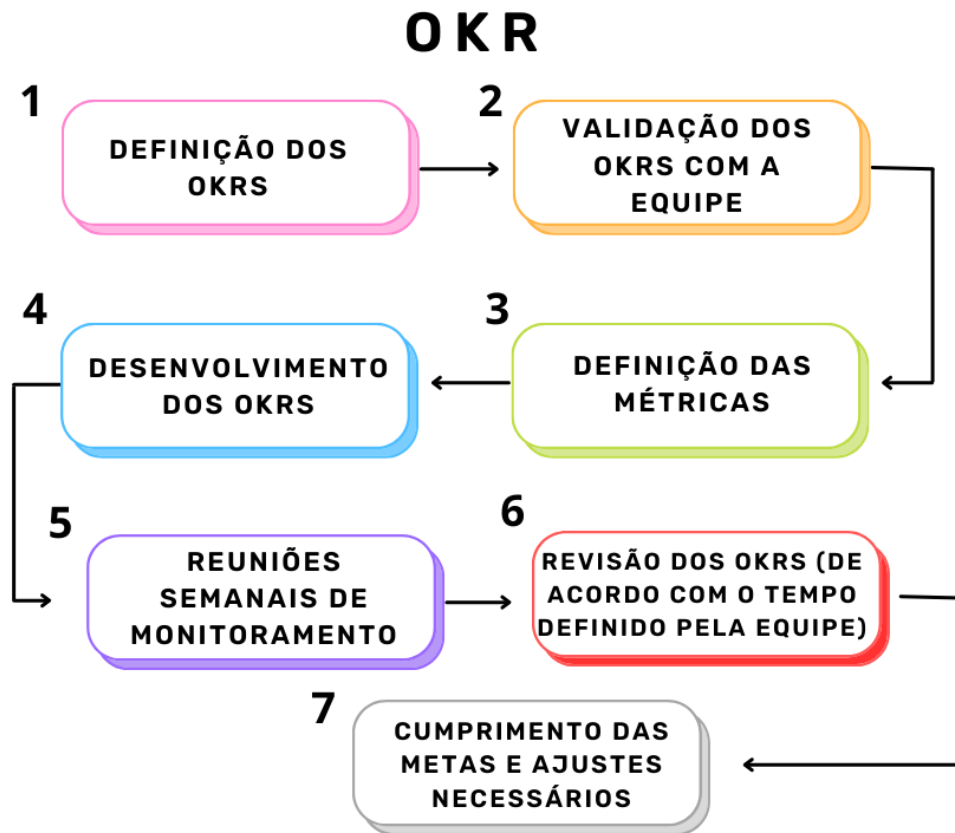 OKR
1
DEFINIÇÃO DOS
OKRS
2
VALIDAÇÃO DOS
OKRS COM A
EQUIPE
3
DEFINIÇÃO DAS
MÉTRICAS
4
DESENVOLVIMENTO
DOS OKRS
5
REUNIÕES
SEMANAIS DE
MONITORAMENTO
6
REVISÃO DOS OKRS (DE
ACORDO COM O TEMPO
DEFINIDO PELA EQUIPE)
7
CUMPRIMENTO DAS
METAS E AJUSTES
NECESSÁRIOS